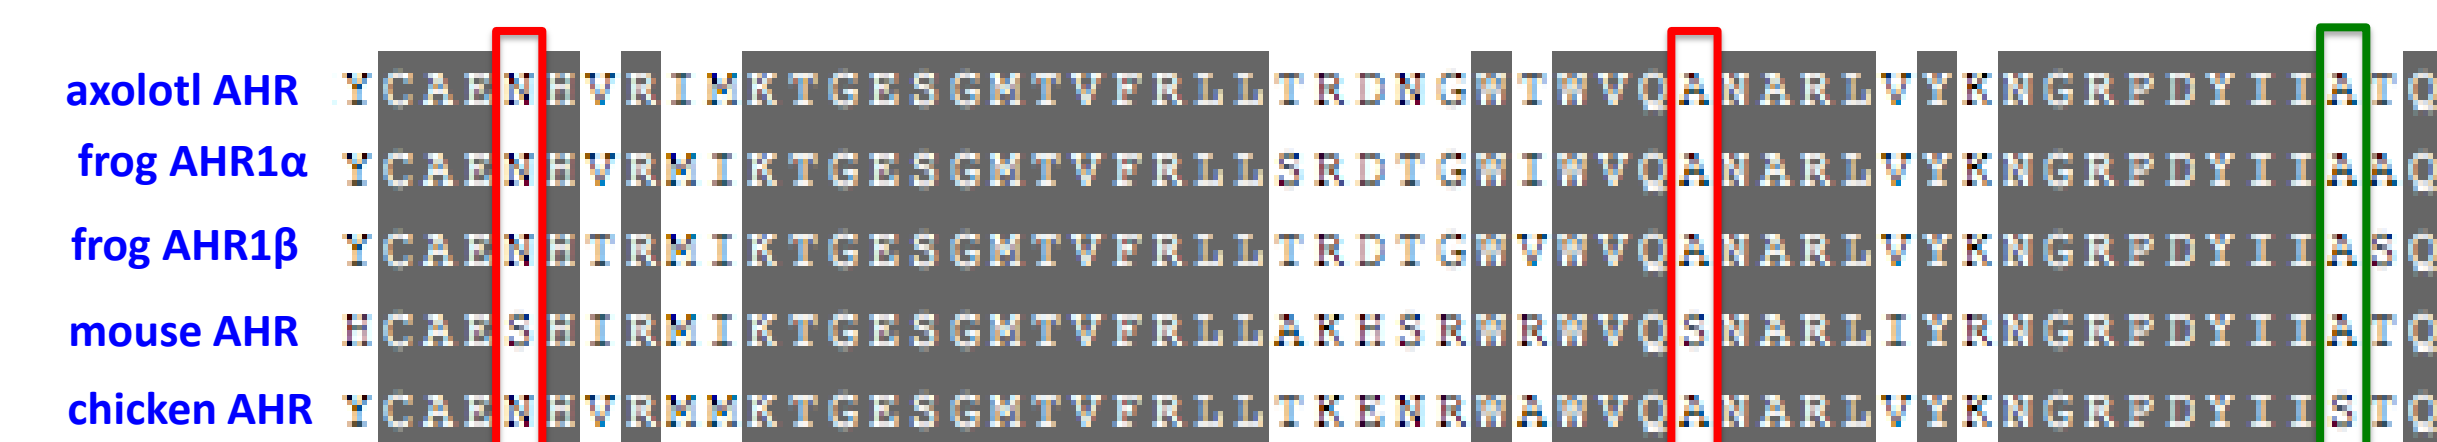 axolotl AHR YCAENHVRIMKTGESGMTVFRLLTRDNGWTWVQANARLVYKNGRPDYIIATQ
frog AHR1α YCAENHVRMIKTGESGMTVFRLLSRDTGWIWVQANARLVYKNGRPDYIIAAQ
frog AHR1β YCAENHTRMIKTGESGMTVFRLLTRDTGWVWVQANARLVYKNGRPDYIIASQ
mouse AHR HCAESHIRMIKTGESGMTVFRLLAKHSRWRWVQSNARLIYRNGRPDYIIATQ
chicken AHR YCAENHVRMMKTGESGMTVFRLLTKENRWAWVQANARLVYKNGRPDYIISTQ